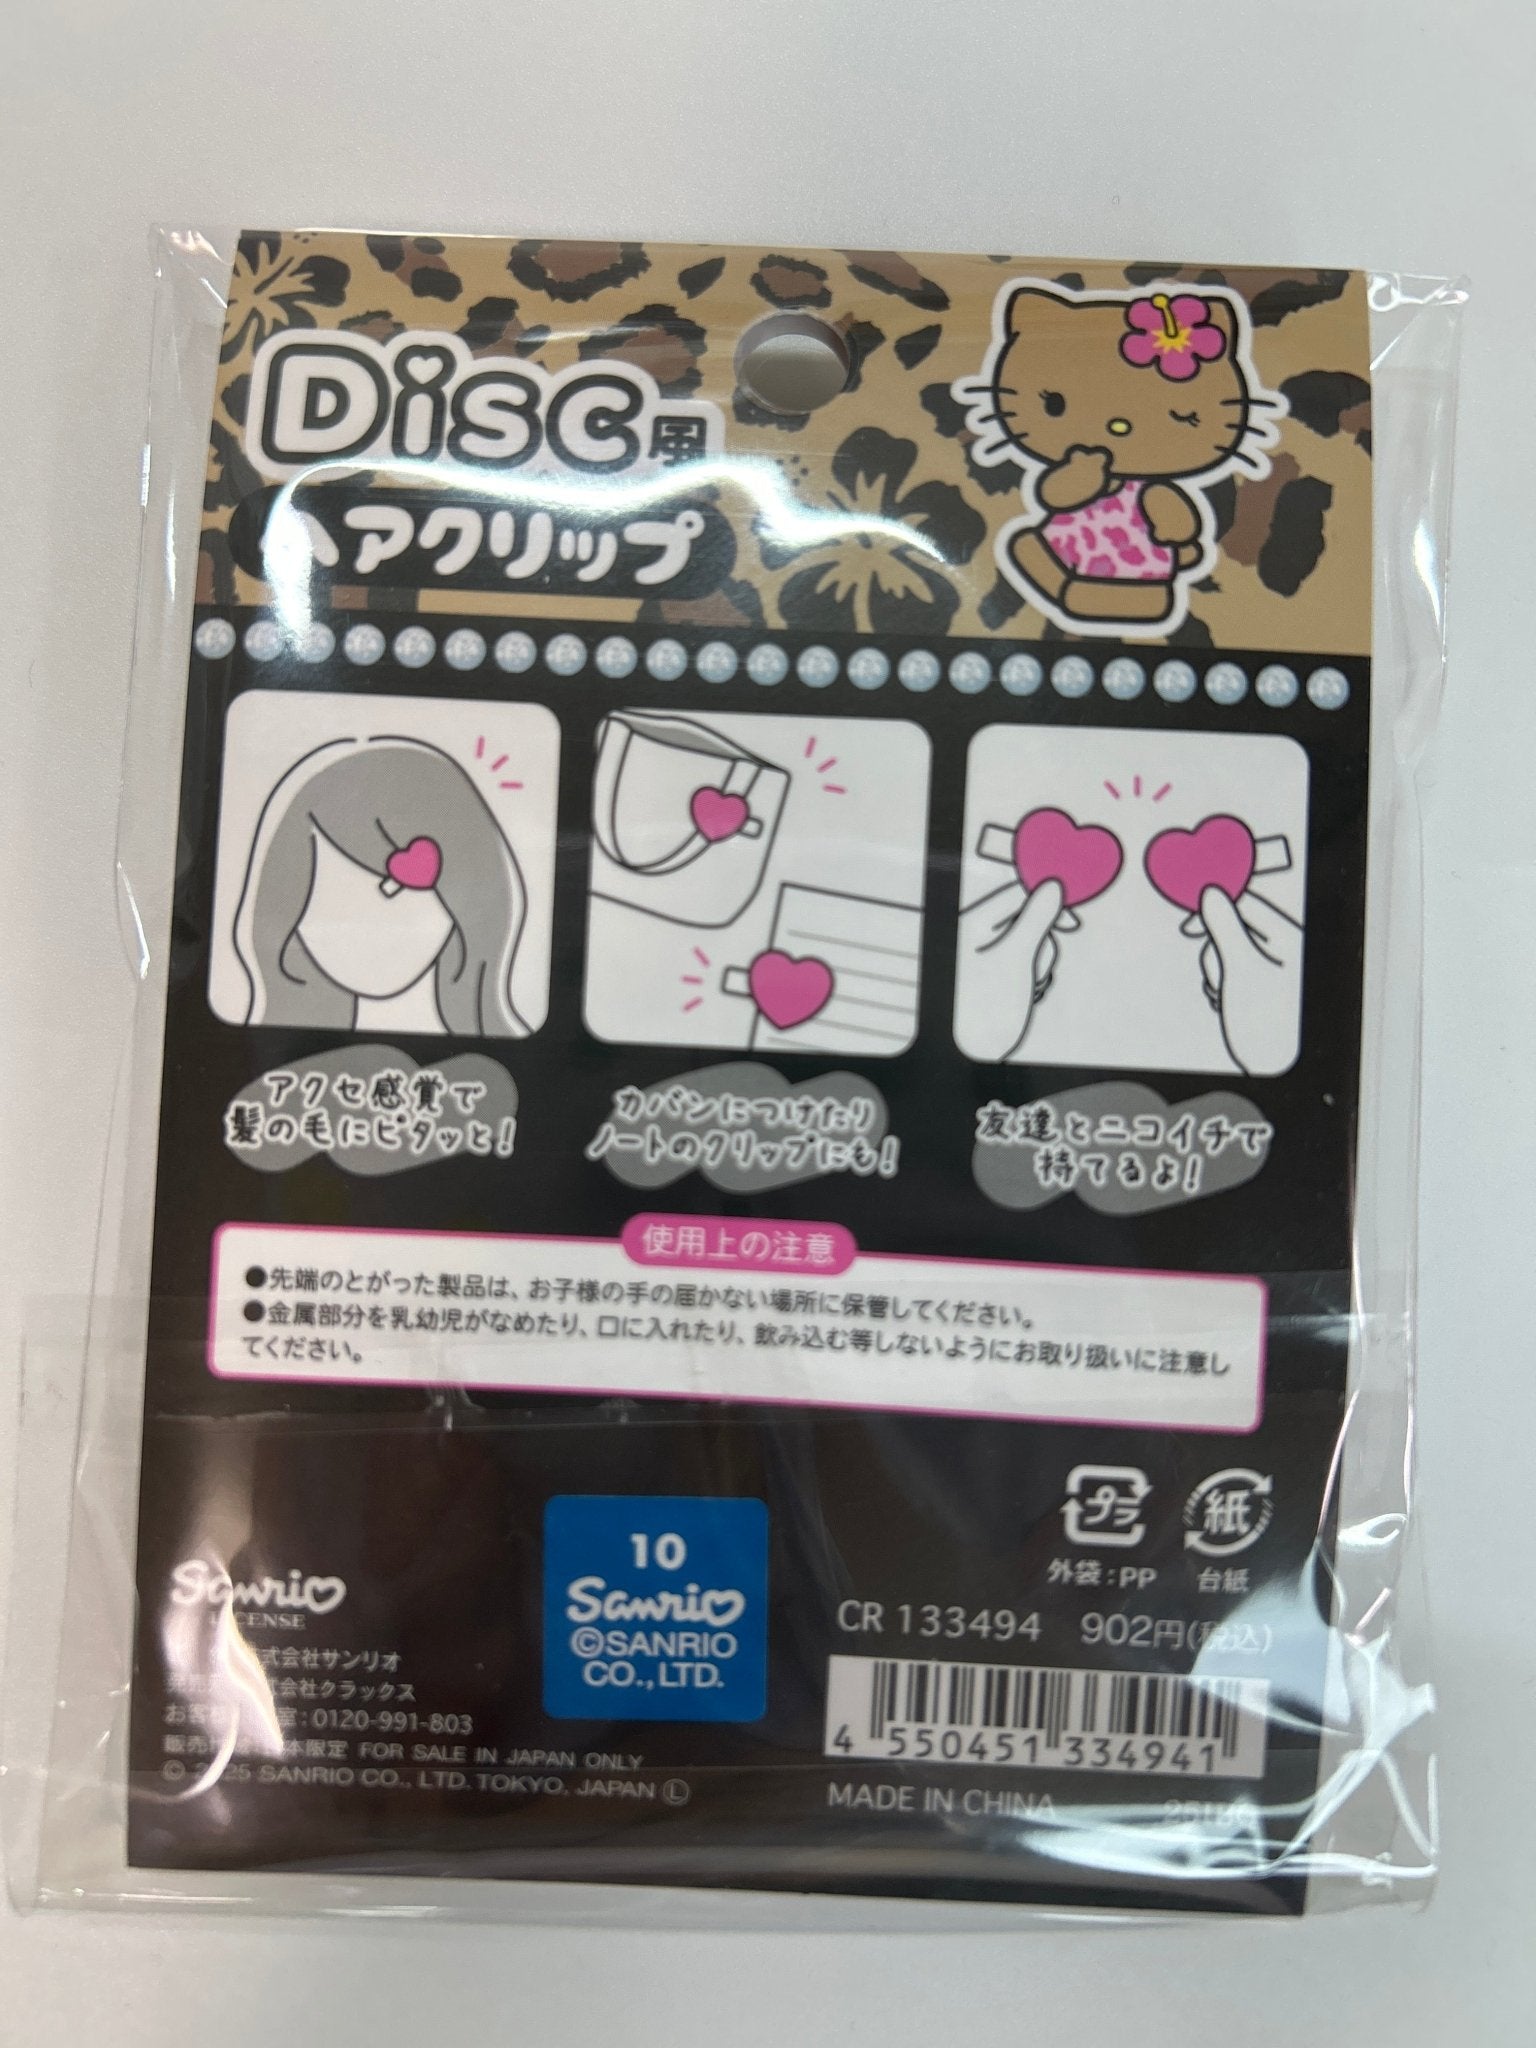 Disc風
ヘアクリップ
アクセ感覚で
髪の毛にピタッと!
カバンにつけたり
ノートのクリップにも!
友達とニコイチで
持てるよ!
使用上の注意
●先端のとがった製品は、お子様の手の届かない場所に保管してください。
●金属部分を乳幼児がなめたり、口に入れたり、飲み込む等しないようにお取り扱いに注意し
てください。
プラ
紙
外袋:PP
台紙
10
Sanrio
©SANRIO
CO.,LTD.
Sanrio
LICENSE
株式会社サンリオ
株式会社クラックス
:0120-991-803
FOR SALE IN JAPAN ONLY
© 2025 SANRIO CO., LTD. TOKYO, JAPAN Ⓛ
CR 133494 902円(税込)
4 550451 334941
MADE IN CHINA